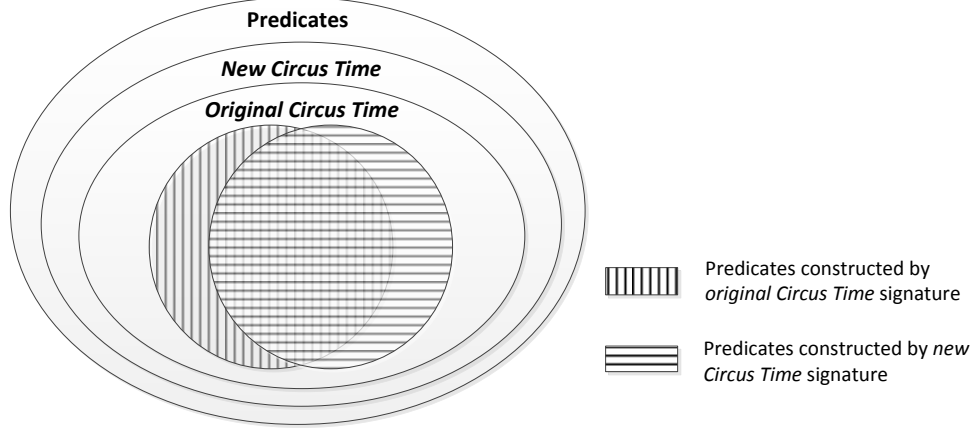 Predicates
New Circus Time
Original Circus Time
Predicates constructed by
original Circus Time signature
Predicates constructed by new
Circus Time signature